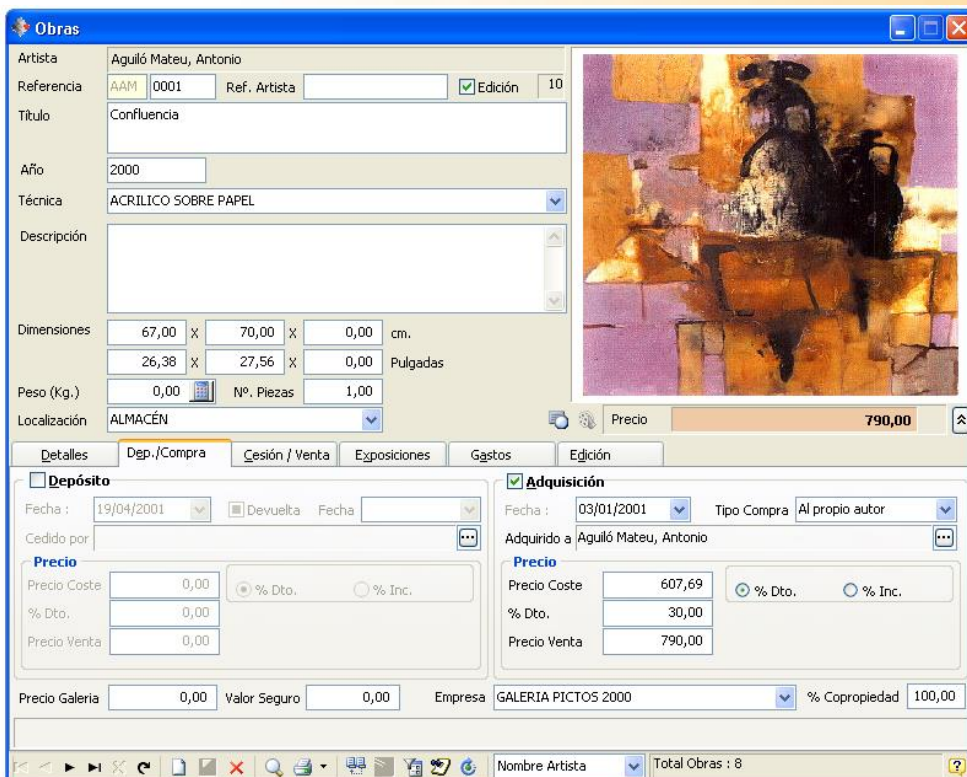 Obras
Artista Aguiló Mateu, Antonio
Referencia AAM 0001 Ref. Artista Edición 10
Título Confluencia
Año 2000
Técnica ACRILICO SOBRE PAPEL
Descripción
Dimensiones 67,00 X 70,00 X 0,00 cm.
26,38 X 27,56 X 0,00 Pulgadas
Peso (Kg.) 0,00 Nº. Piezas 1,00
Localización ALMACÉN Precio 790,00
Detalles Dep./Compra Cesión / Venta Exposiciones Gastos Edición
Depósito Adquisición
Fecha : 19/04/2001 Devuelta Fecha Fecha : 03/01/2001 Tipo Compra Al propio autor
Cedido por Adquirido a Aguiló Mateu, Antonio
Precio Precio
Precio Coste 0,00 % Dto. % Inc. Precio Coste 607,69 % Dto. % Inc.
% Dto. 0,00 % Dto. 30,00
Precio Venta 0,00 Precio Venta 790,00
Precio Galeria 0,00 Valor Seguro 0,00 Empresa GALERIA PICTOS 2000 % Copropiedad 100,00
Nombre Artista Total Obras : 8